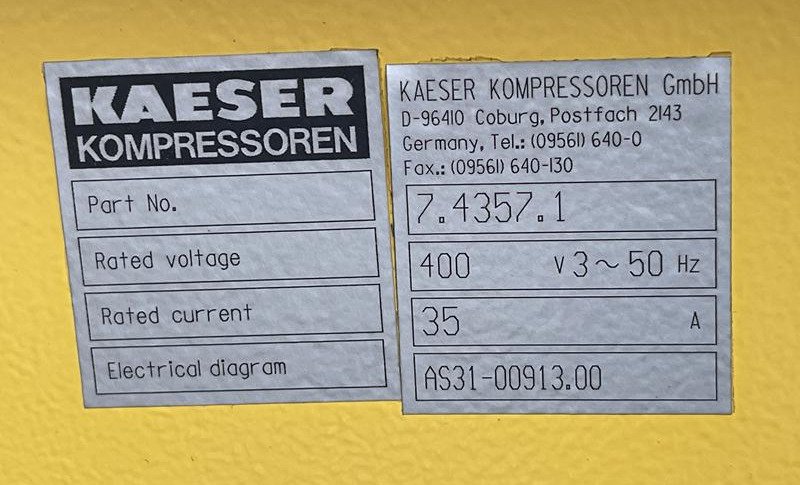 KAESER
KOMPRESSOREN
Part No.
Rated voltage
Rated current
Electrical diagram
KAESER KOMPRESSOREN GmbH
D-96410 Coburg, Postfach 2143
Germany, Tel.: (09561) 640-0
Fax.: (09561) 640-130
7.4357.1
400 V 3~50 Hz
35 A
AS31-00913.00